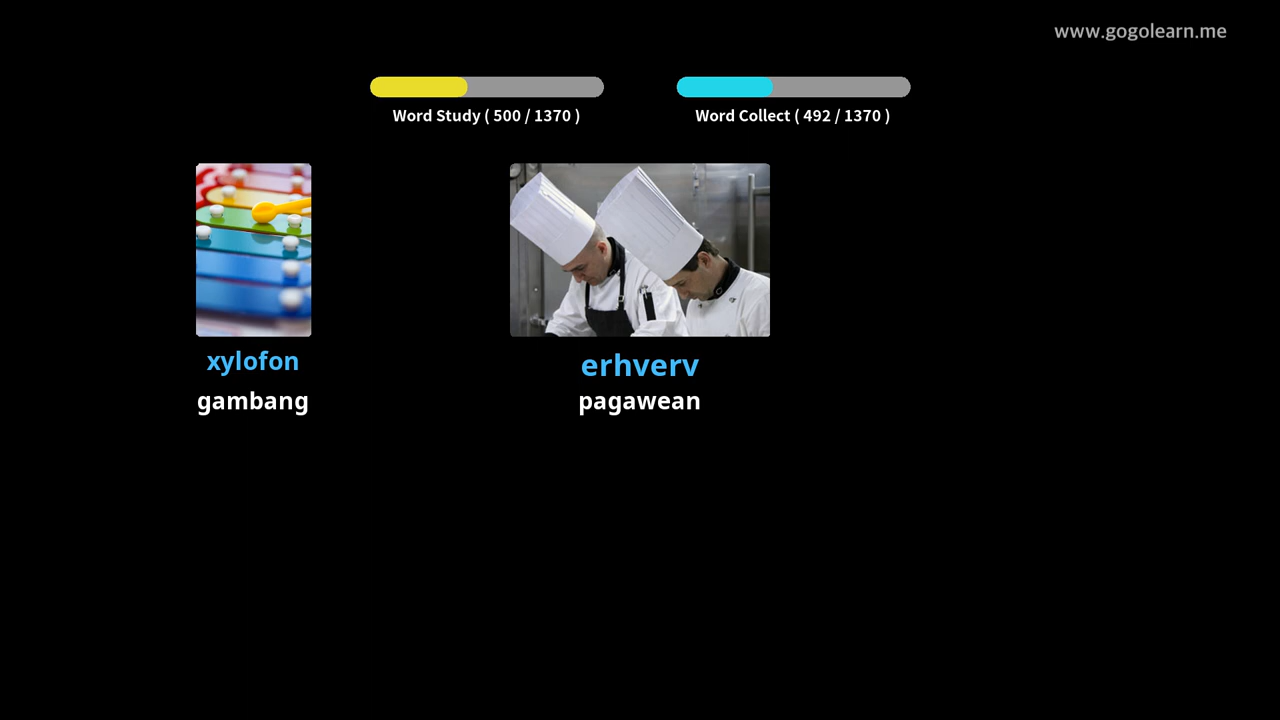 www.gogolearn.me
Word Study ( 500 / 1370 )
Word Collect ( 492 / 1370 )
xylofon
gambang
erhverv
pagawean